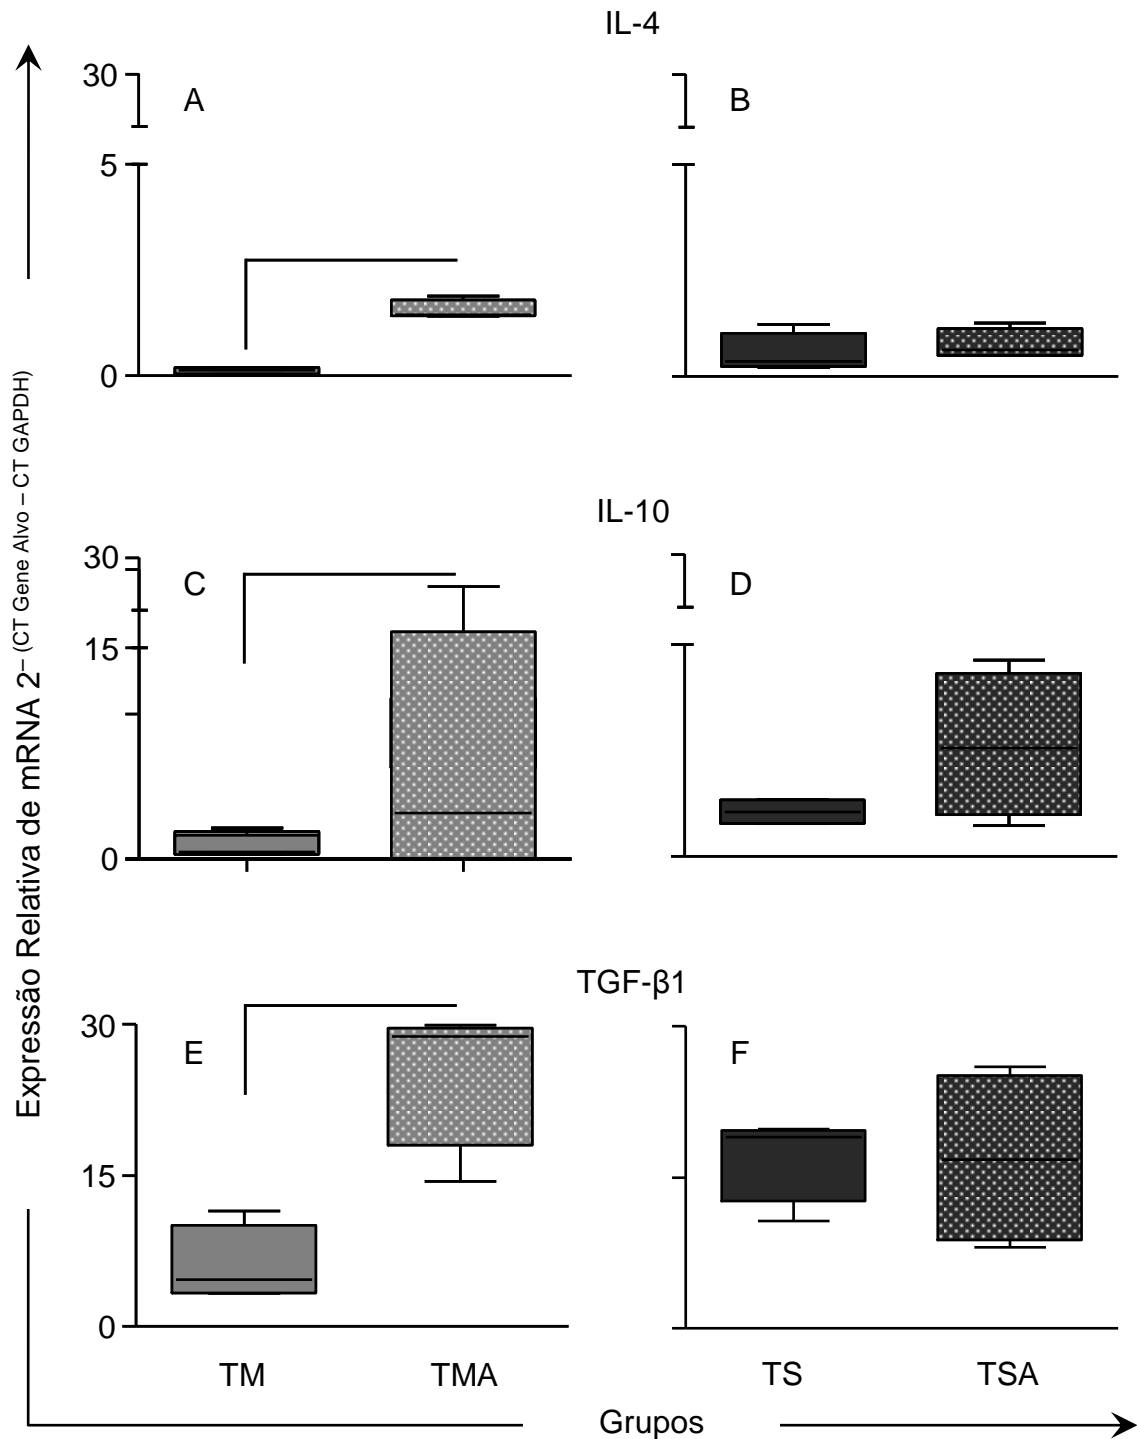 IL-4
30
A
B
5
0
IL-10
30
C
D
15
0
TGF-β1
30
E
F
15
0
TM
TMA
TS
TSA
Grupos
Expressão Relativa de mRNA 2– (CT Gene Alvo – CT GAPDH)